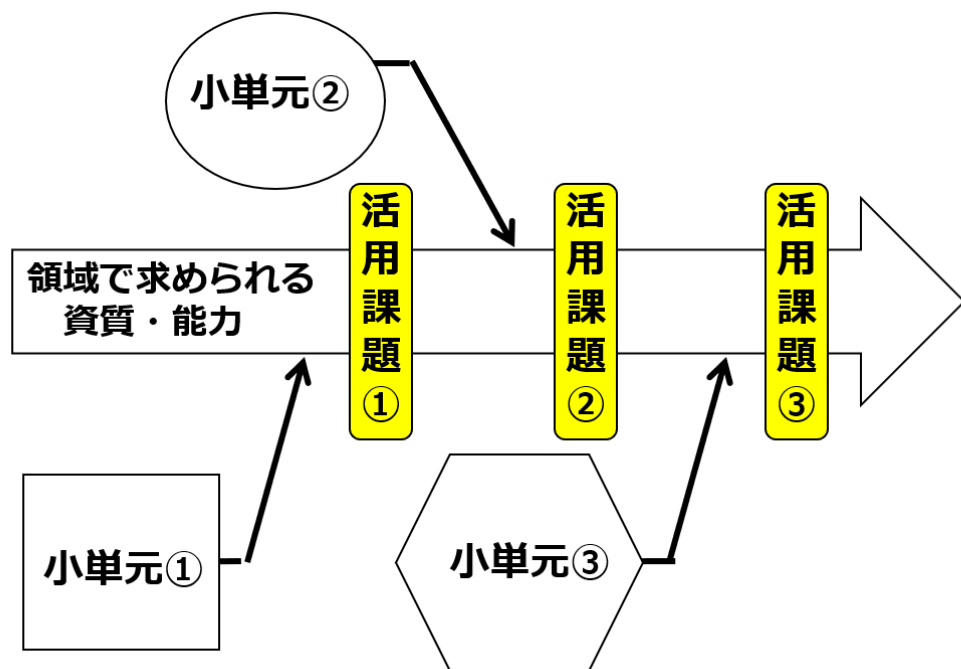 小単元②
領域で求められる
資質・能力
活用課題①
活用課題②
活用課題③
小単元①
小単元③